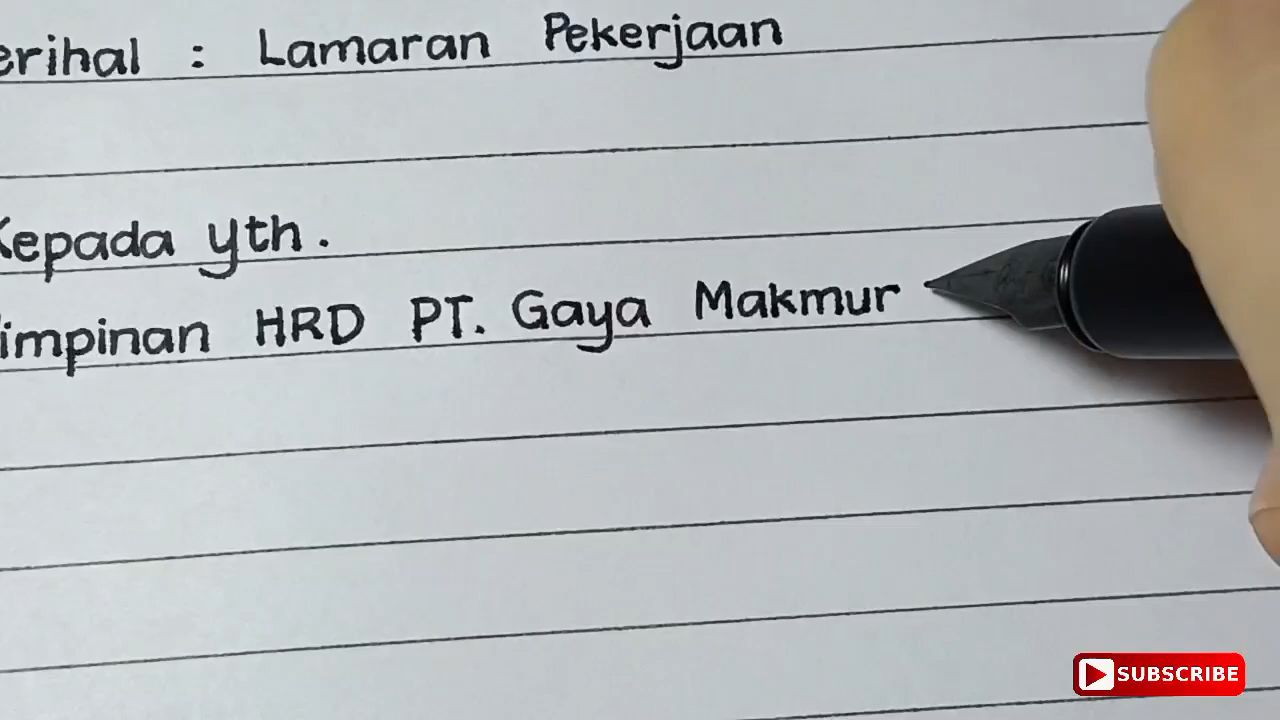 erihal : Lamaran Pekerjaan
Kepada yth.
impinan HRD PT. Gaya Makmur
SUBSCRIBE